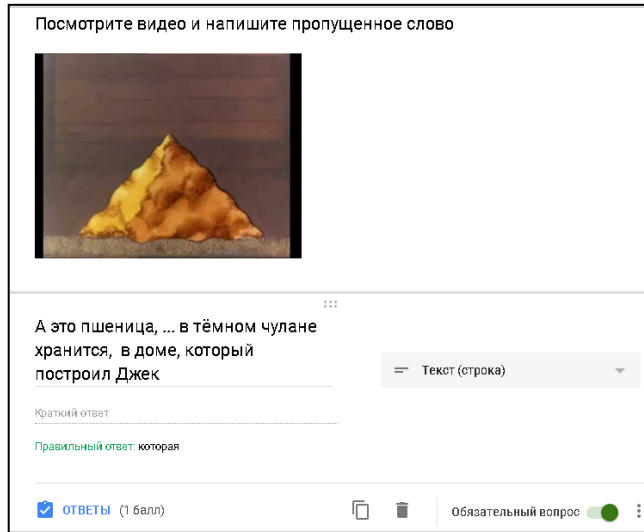 Посмотрите видео и напишите пропущенное слово
А это пшеница, ... в тёмном чулане
хранится, в доме, который
построил Джек
Текст (строка)
Краткий ответ
Правильный ответ: которая
ОТВЕТЫ (1 балл)
Обязательный вопрос